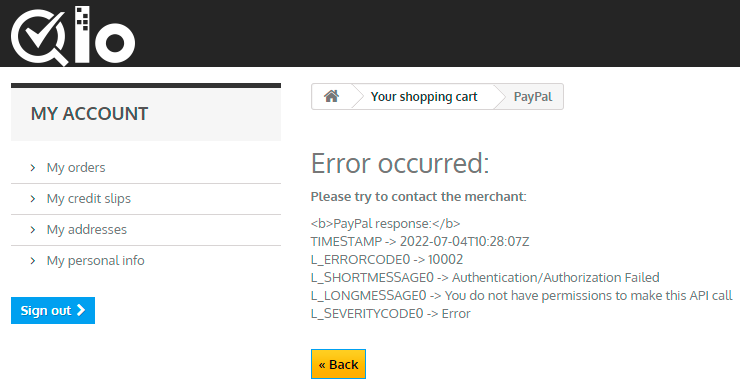 Qio
MY ACCOUNT
My orders
My credit slips
My addresses
My personal info
Sign out
Your shopping cart
PayPal
Error occurred:
Please try to contact the merchant:
<b>PayPal response:</b>
TIMESTAMP -> 2022-07-04T10:28:07Z
L_ERRORCODE0 -> 10002
L_SHORTMESSAGE0 -> Authentication/Authorization Failed
L_LONGMESSAGE0 -> You do not have permissions to make this API call
L_SEVERITYCODE0 -> Error
« Back